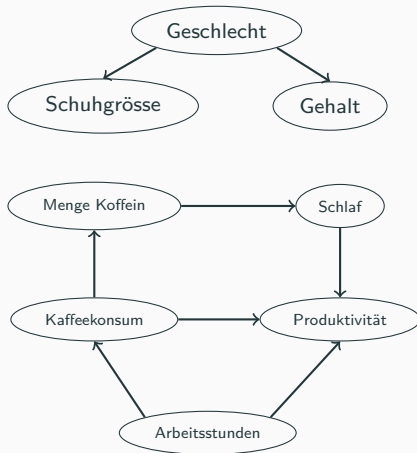 Geschlecht
Schuhgrösse
Gehalt
Menge Koffein
Schlaf
Kaffeekonsum
Produktivität
Arbeitsstunden